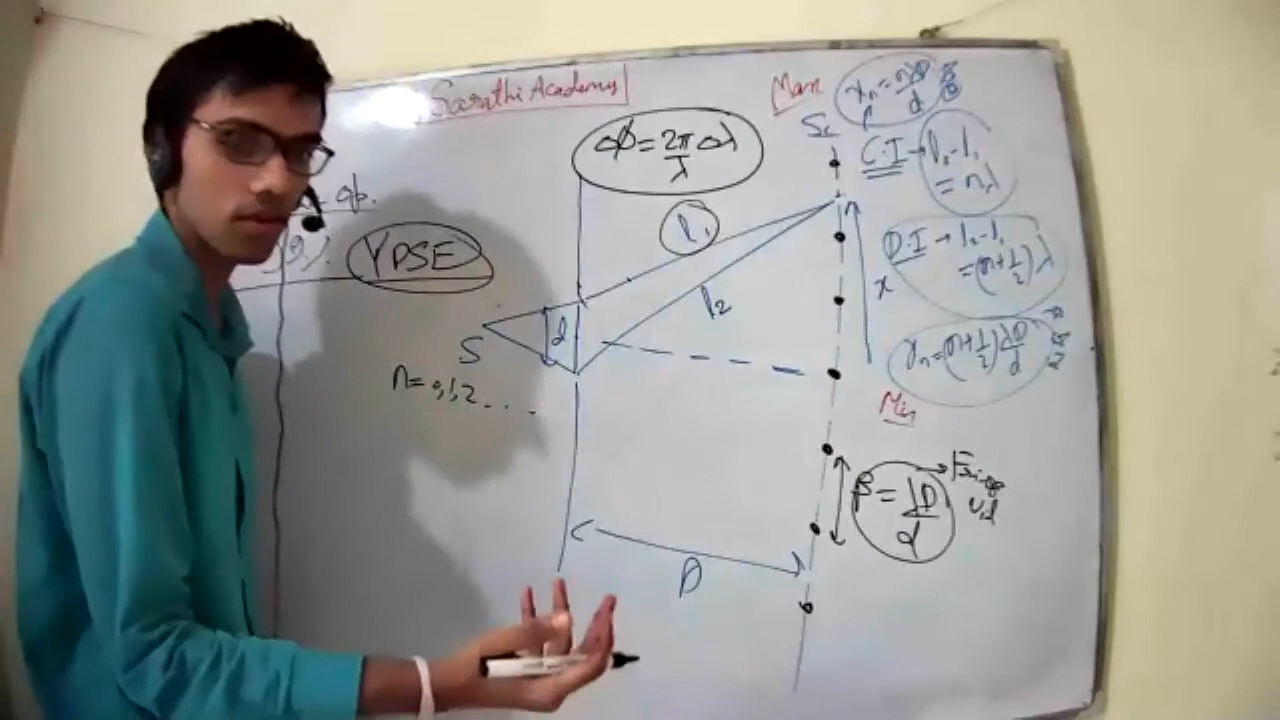 Sarathi Academy
YDSE
Δφ = 2π/λ Δλ
Max
xₙ = nλD/d
S
C.I → l₂ - l₁
= nλ
l₁
l₂
D.I → l₂ - l₁
= (n + 1/2) λ
x
xₙ = (n + 1/2) λD/d
Min
d
S
n = 0, 1, 2 ....
β = λD/d
D